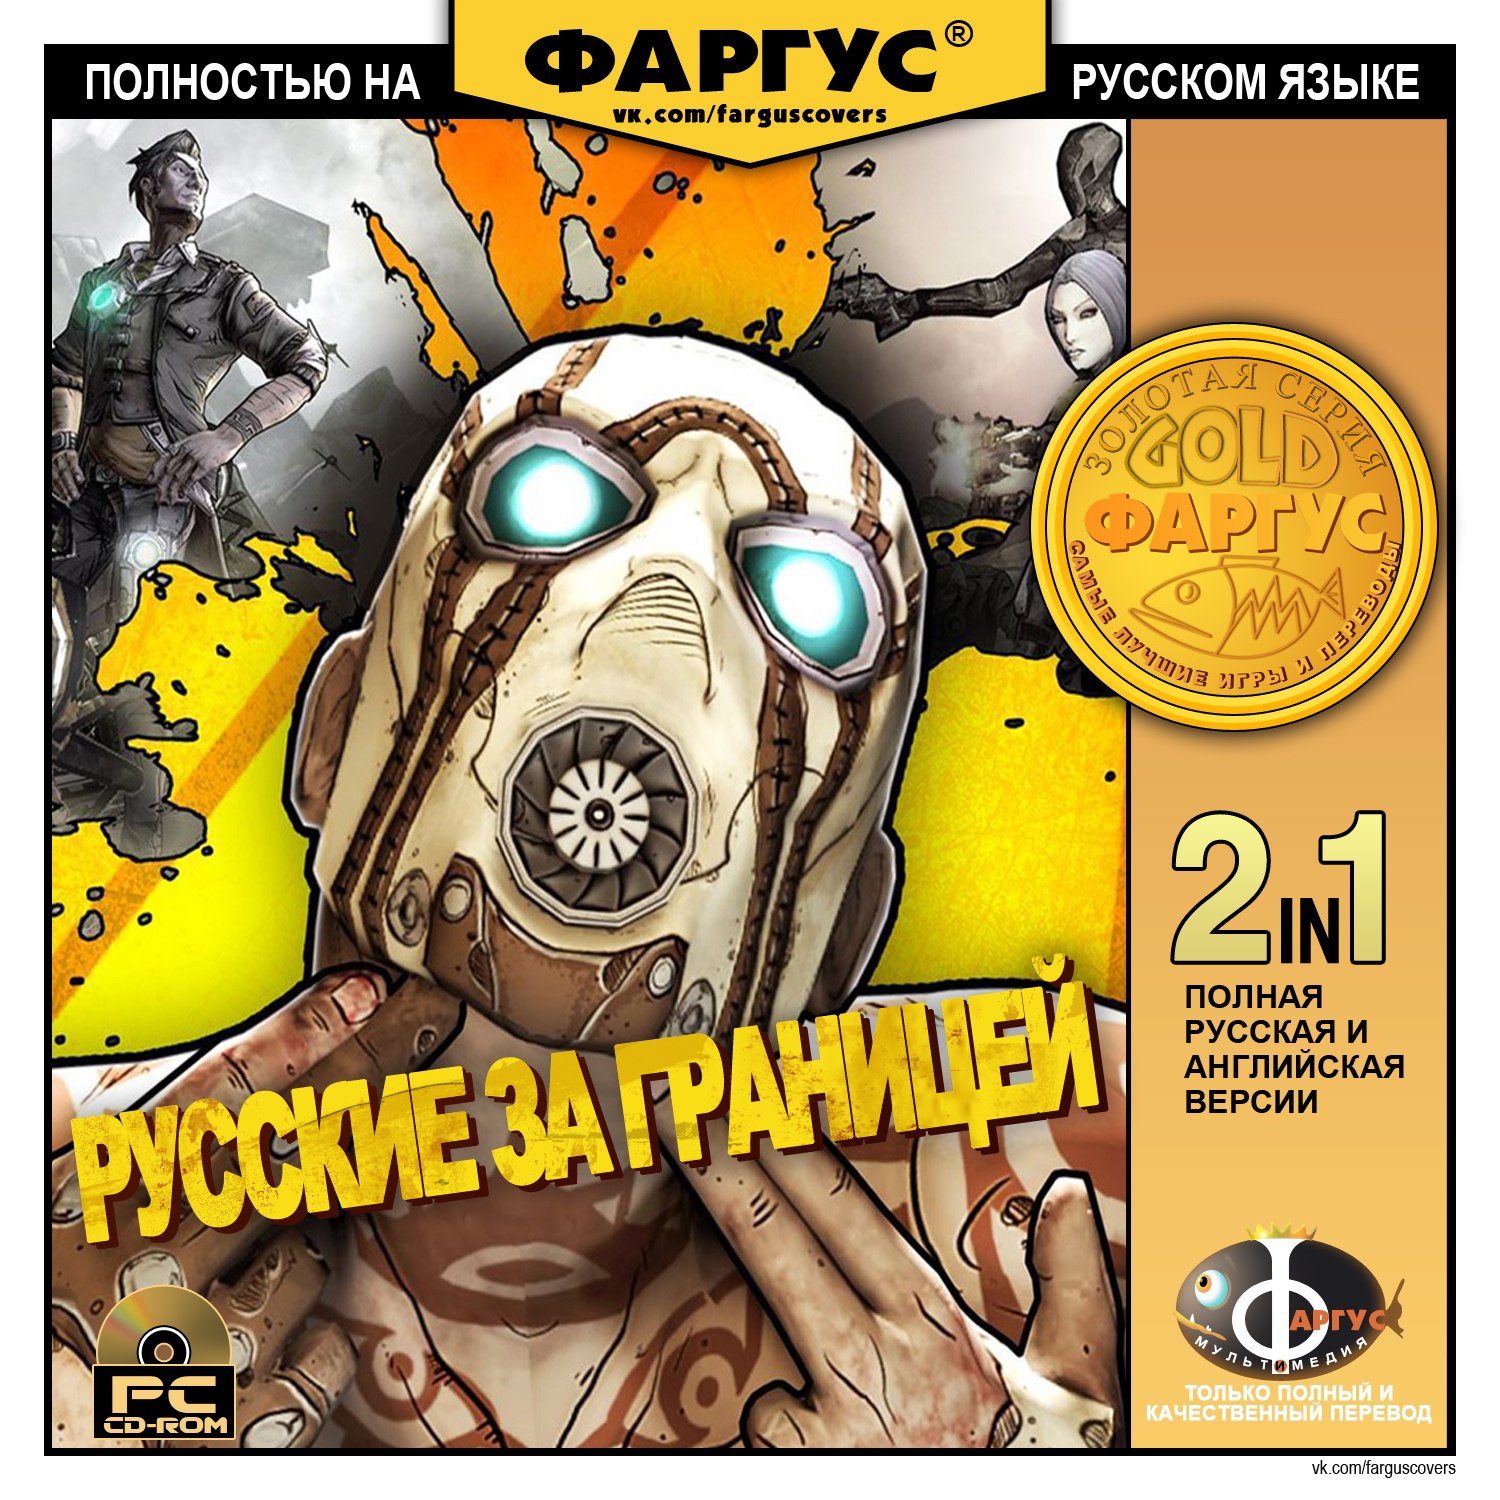 ФАРГУС®
vk.com/farguscovers
ПОЛНОСТЬЮ НА
РУССКОМ ЯЗЫКЕ
ЗОЛОТАЯ СЕРИЯ
GOLD
ФАРГУС
САМЫЕ ЛУЧШИЕ ИГРЫ И ПЕРЕВОДЫ
2IN1
ПОЛНАЯ
РУССКАЯ И
АНГЛИЙСКАЯ
ВЕРСИИ
РУССКИЕ ЗА ГРАНИЦЕЙ
PC
CD-ROM
ФАРГУС
МУЛЬТИМЕДИЯ
ТОЛЬКО ПОЛНЫЙ И
КАЧЕСТВЕННЫЙ ПЕРЕВОД
vk.com/farguscovers